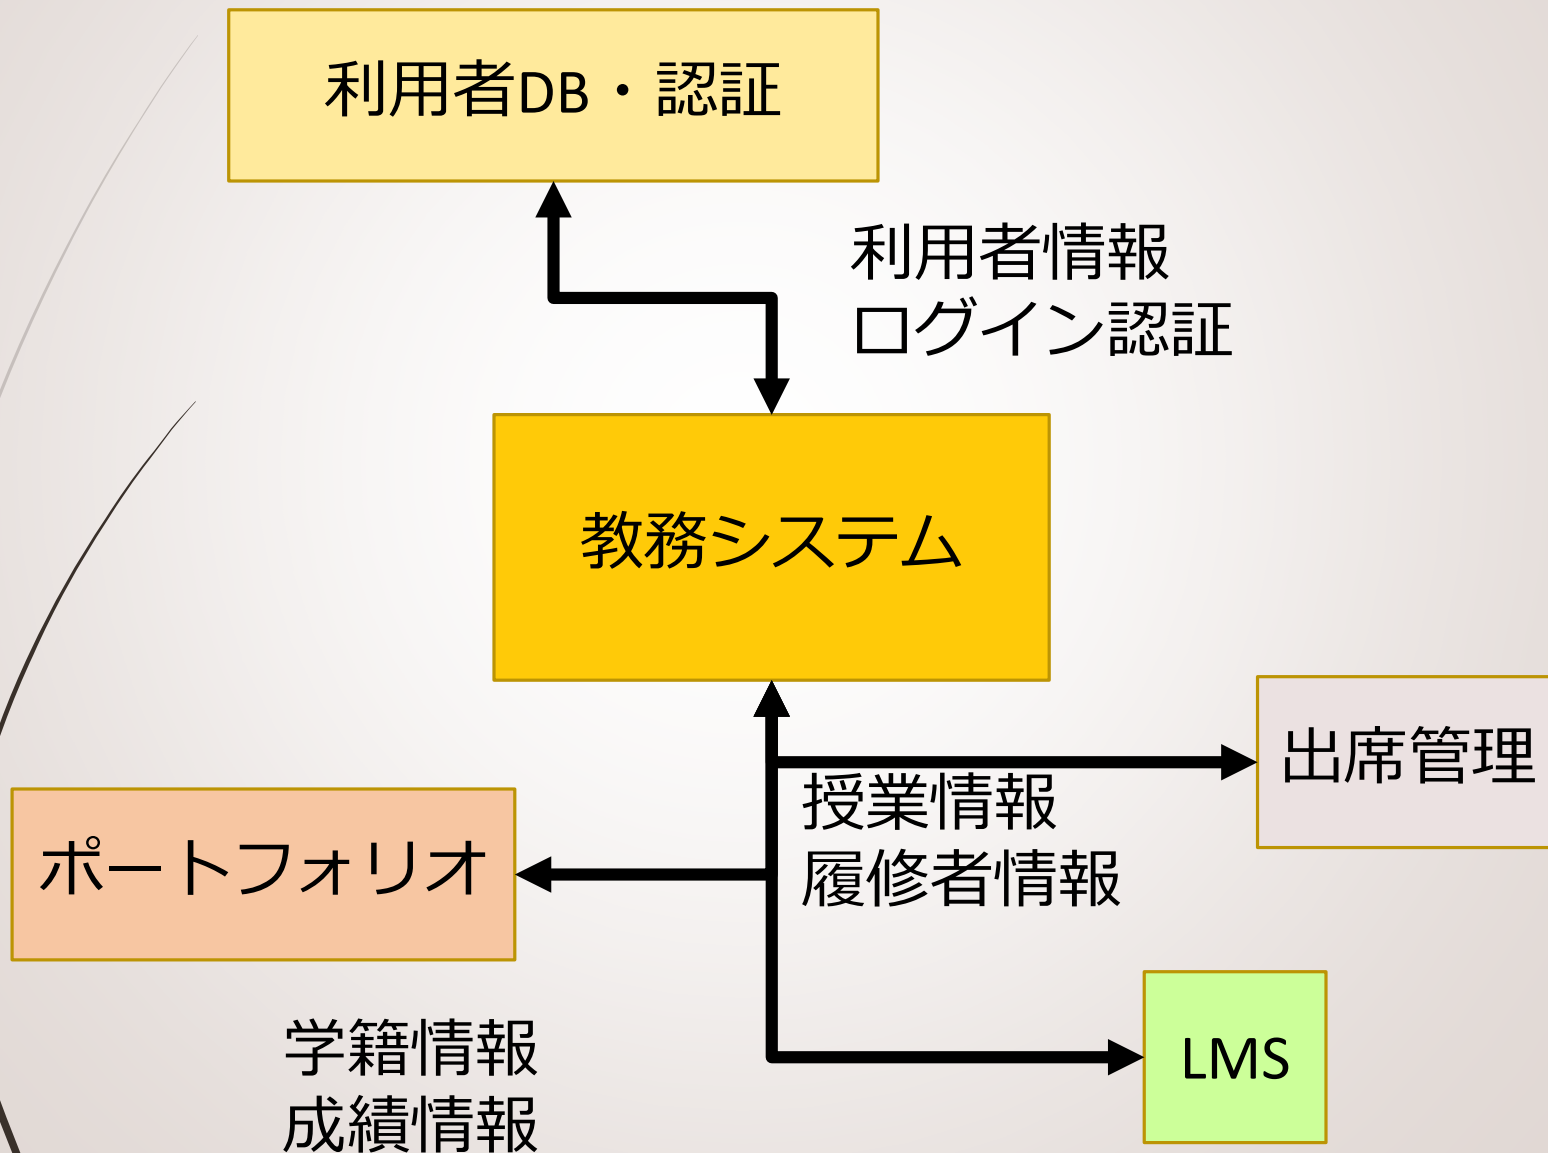 利用者DB・認証
利用者情報
ログイン認証
教務システム
出席管理
授業情報
履修者情報
ポートフォリオ
学籍情報
成績情報
LMS